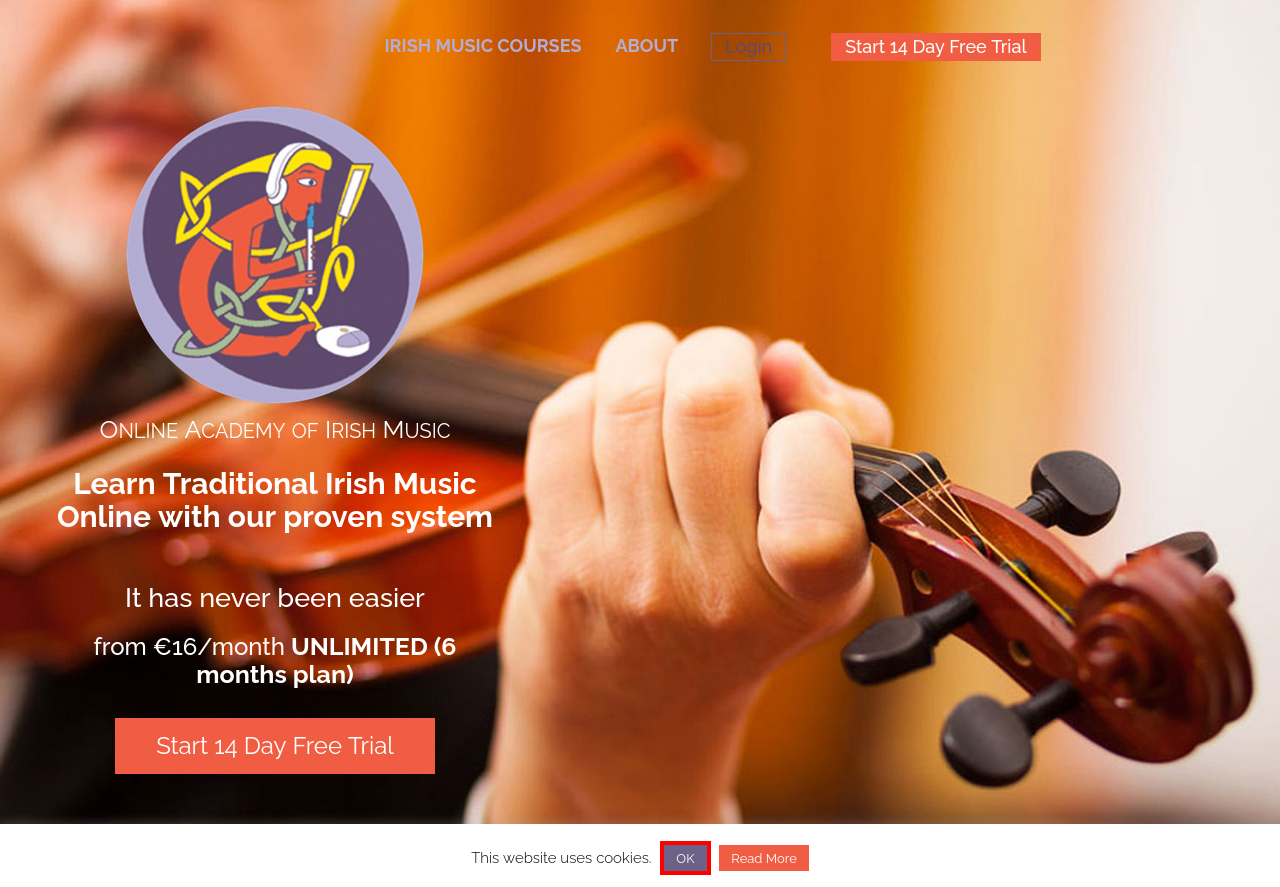 IRISH MUSIC COURSES ABOUT Login Start 14 Day Free Trial
ONLINE ACADEMY OF IRISH MUSIC
Learn Traditional Irish Music
Online with our proven system
It has never been easier
from €16/month UNLIMITED (6
months plan)
Start 14 Day Free Trial
This website uses cookies. OK Read More